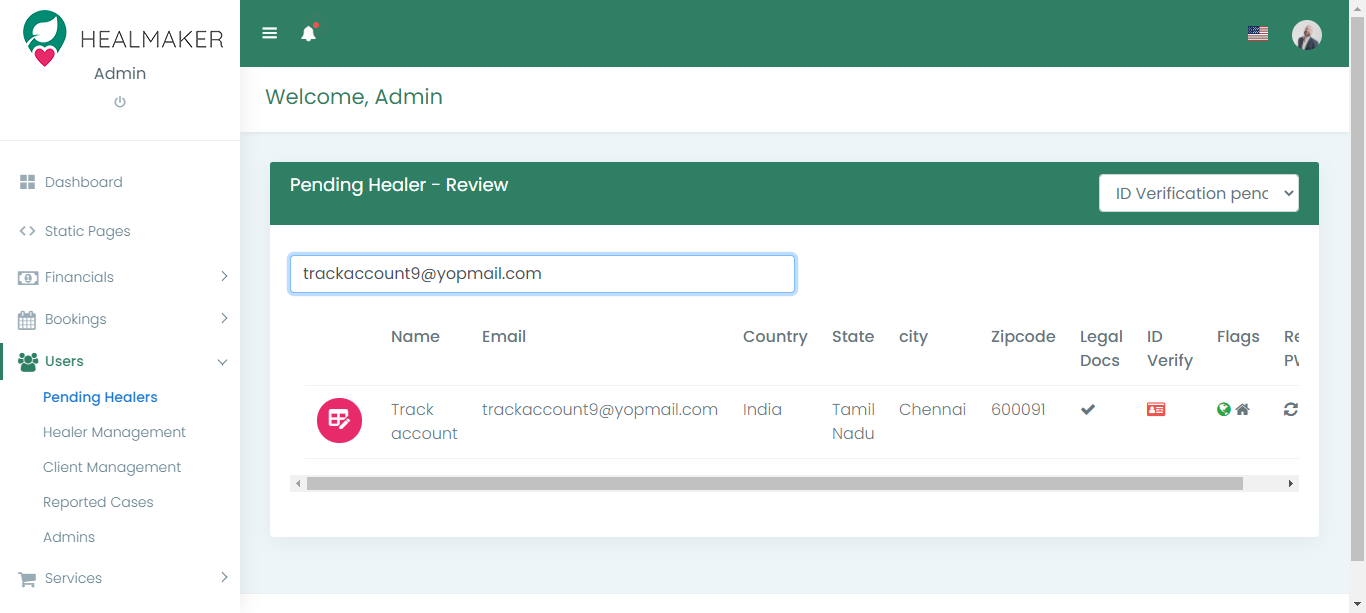 HEALMAKER
Admin
Welcome, Admin
Dashboard
Static Pages
Financials
Bookings
Users
Pending Healers
Healer Management
Client Management
Reported Cases
Admins
Services
Pending Healer - Review
ID Verification penc
trackaccount9@yopmail.com
Name Email Country State city Zipcode Legal Docs ID Verify Flags
Track account trackaccount9@yopmail.com India Tamil Nadu Chennai 600091